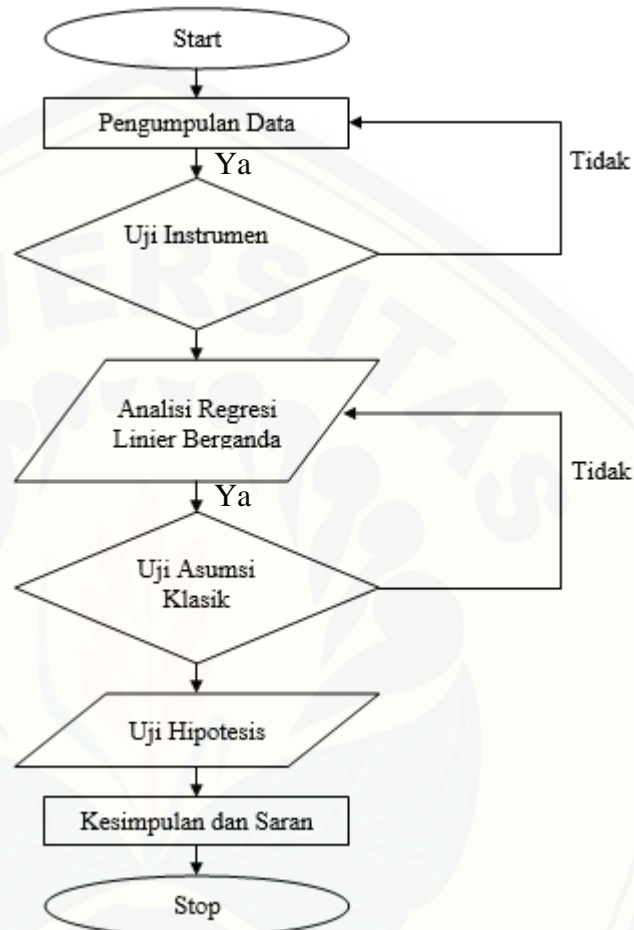 Start
Pengumpulan Data
Ya
Tidak
Uji Instrumen
Analisi Regresi
Linier Berganda
Ya
Tidak
Uji Asumsi
Klasik
Uji Hipotesis
Kesimpulan dan Saran
Stop
VERSITAS